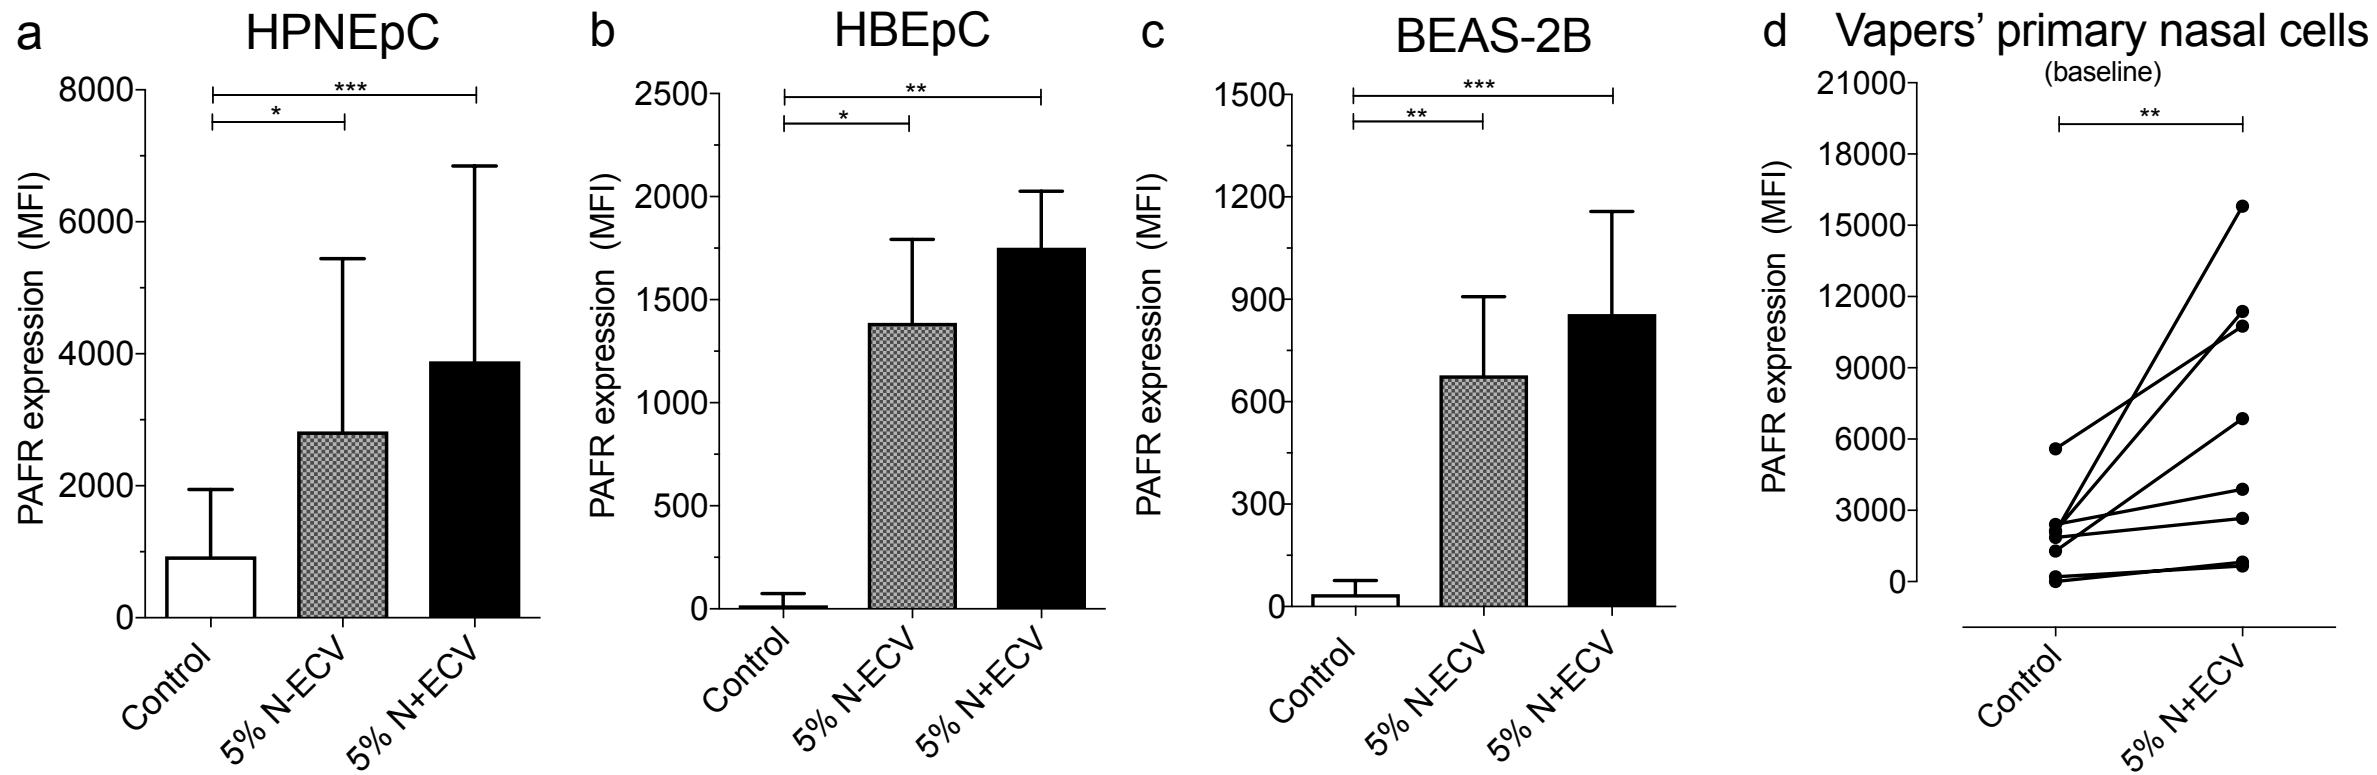 a
HPNEpC
PAFR expression (MFI)
8000
6000
4000
2000
0
***
*
Control
5% N-ECV
5% N+ECV
b
HBEpC
PAFR expression (MFI)
2500
2000
1500
1000
500
0
**
*
Control
5% N-ECV
5% N+ECV
c
BEAS-2B
PAFR expression (MFI)
1500
1200
900
600
300
0
***
**
Control
5% N-ECV
5% N+ECV
d
Vapers’ primary nasal cells
(baseline)
PAFR expression (MFI)
21000
18000
15000
12000
9000
6000
3000
0
**
Control
5% N+ECV